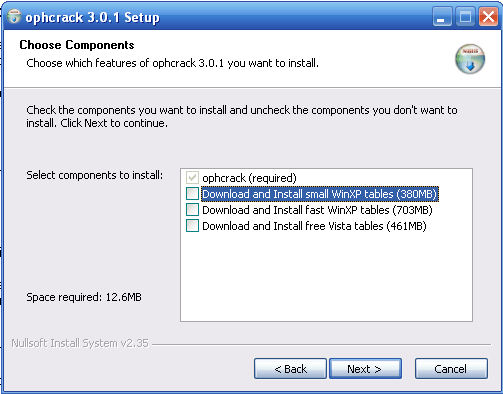 ophcrack 3.0.1 Setup
Choose Components
Choose which features of ophcrack 3.0.1 you want to install.
Check the components you want to install and uncheck the components you don't want to
install. Click Next to continue.
Select components to install:
ophcrack (required)
Download and Install small WinXP tables (380MB)
Download and Install fast WinXP tables (703MB)
Download and Install free Vista tables (461MB)
Space required: 12.6MB
Nullsoft Install System v2.35
< Back
Next >
Cancel